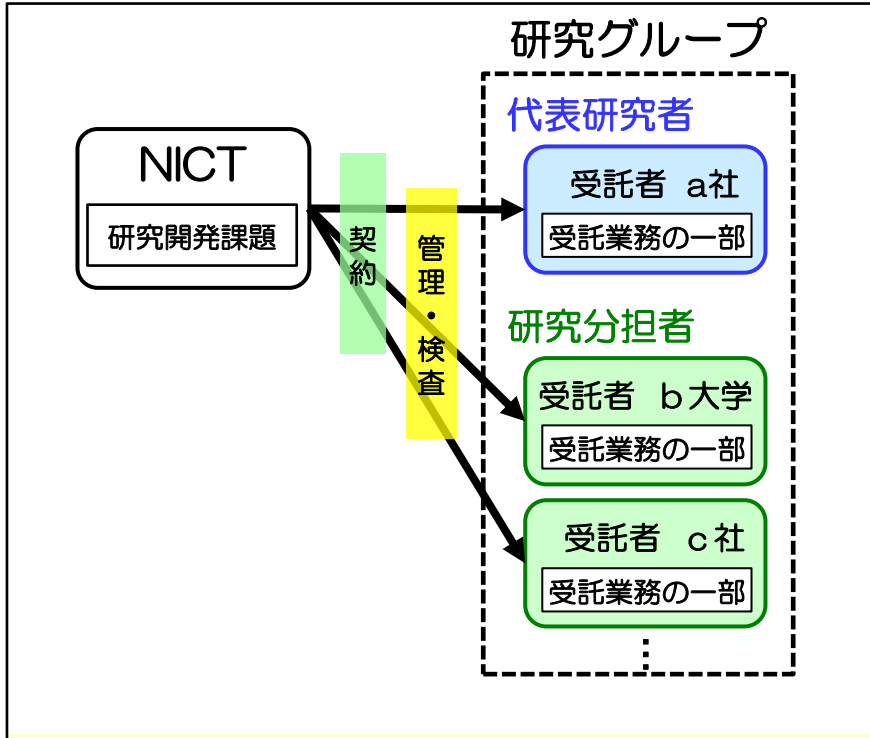 研究グループ
代表研究者
NICT
研究開発課題
契約
管理・検査
受託者 a社
受託業務の一部
研究分担者
受託者 b大学
受託業務の一部
受託者 c社
受託業務の一部
⋮